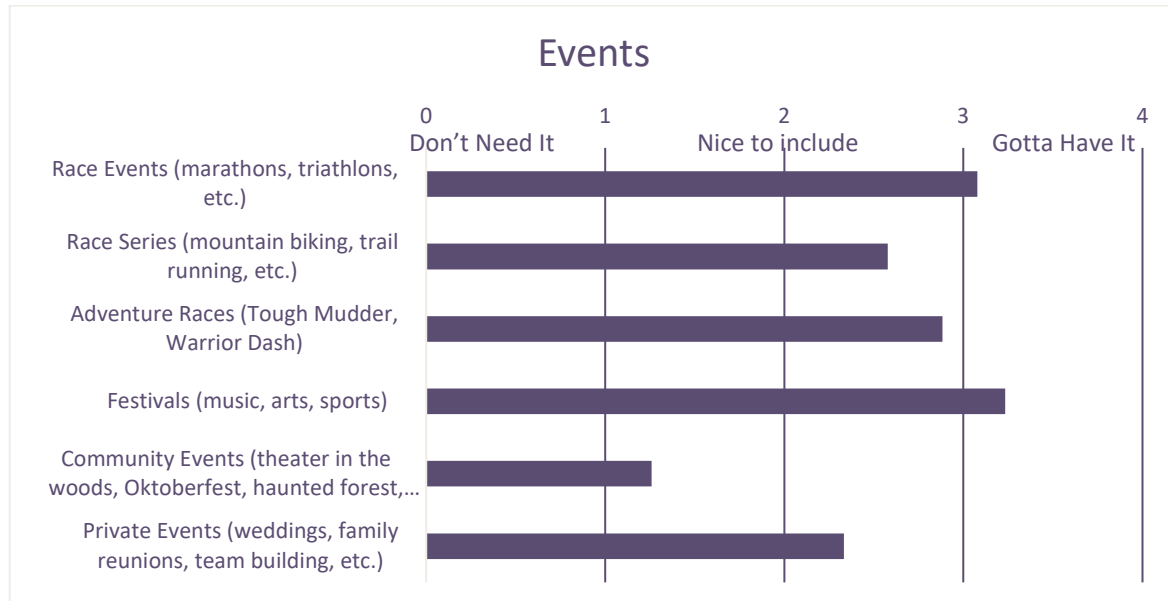 Events
0 1 2 3 4
Don’t Need It Nice to include Gotta Have It
Race Events (marathons, triathlons,
etc.)
Race Series (mountain biking, trail
running, etc.)
Adventure Races (Tough Mudder,
Warrior Dash)
Festivals (music, arts, sports)
Community Events (theater in the
woods, Oktoberfest, haunted forest,…
Private Events (weddings, family
reunions, team building, etc.)